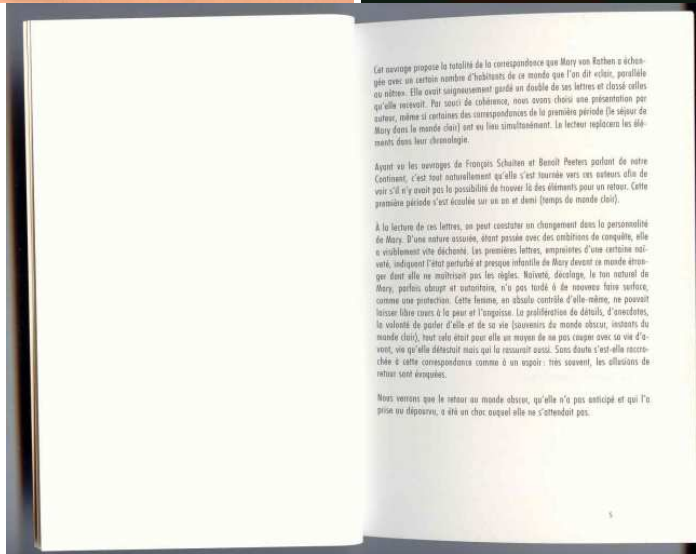 Cet ouvrage propose la totalité de la correspondance que Mary von Rathen a échan-
gée avec un certain nombre d'habitants de ce monde que l'on dit «clair, parallèle
au nôtre». Elle avait soigneusement gardé un double de ses lettres et classé celles
qu'elle recevait. Par souci de cohérence, nous avons choisi une présentation par
auteur, même si certaines des correspondances de la première période (le séjour de
Mary dans le monde clair) ont eu lieu simultanément. Le lecteur replacera les élé-
ments dans leur chronologie.
Ayant vu les ouvrages de François Schuiten et Benoît Peeters parlant de notre
Continent, c'est tout naturellement qu'elle s'est tournée vers ces auteurs afin de
voir s'il n'y avait pas la possibilité de trouver là des éléments pour un retour. Cette
première période s'est écoulée sur un an et demi (temps du monde clair).
À la lecture de ces lettres, on peut constater un changement dans la personnalité
de Mary. D'une nature assurée, étant passée avec des ambitions de conquête, elle
a visiblement vite déchanté. Les premières lettres, empreintes d'une certaine naï-
veté, indiquent l'état perturbé et presque infantile de Mary devant ce monde étran-
ger dont elle ne maîtrisait pas les règles. Naïveté, décalage, le ton naturel de
Mary, parfois abrupt et autoritaire, n'a pas tardé à de nouveau faire surface,
comme une protection. Cette femme, en absolu contrôle d'elle-même, ne pouvait
laisser libre cours à la peur et l'angoisse. La prolifération de détails, d'anecdotes,
la volonté de parler d'elle et de sa vie (souvenirs du monde obscur, instants du
monde clair), tout cela était pour elle un moyen de ne pas couper avec sa vie d'a-
vant, vie qu'elle détestait mais qui la rassurait aussi. Sans doute s'est-elle raccro-
chée à cette correspondance comme à un espoir : très souvent, les allusions de
retour sont évoquées.
Nous verrons que le retour au monde obscur, qu'elle n'a pas anticipé et qui l'a
prise au dépourvu, a été un choc auquel elle ne s'attendait pas.
5